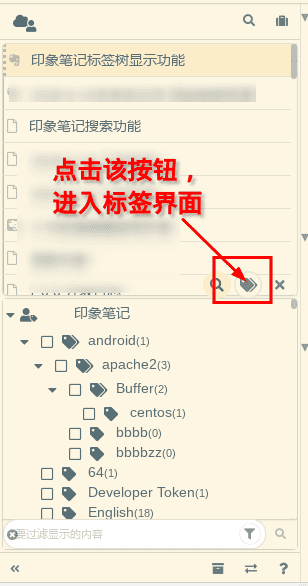 印象笔记标签树显示功能
印象笔记搜索功能
点击该按钮，
进入标签界面
印象笔记
android(1)
apache2(3)
Buffer(2)
centos(1)
bbbb(0)
bbbbzz(0)
64(1)
Developer Token(1)
English(18)
要过滤显示的内容